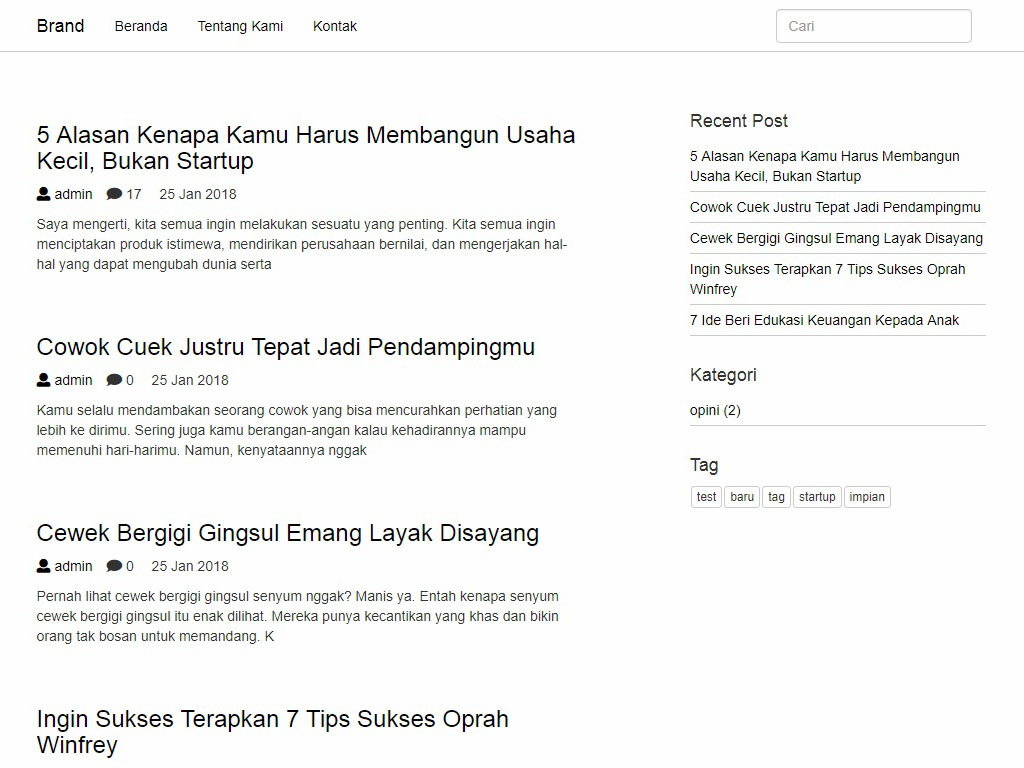 Brand Beranda Tentang Kami Kontak Cari
5 Alasan Kenapa Kamu Harus Membangun Usaha
Kecil, Bukan Startup
admin 17 25 Jan 2018
Saya mengerti, kita semua ingin melakukan sesuatu yang penting. Kita semua ingin
menciptakan produk istimewa, mendirikan perusahaan bernilai, dan mengerjakan hal-
hal yang dapat mengubah dunia serta
Cowok Cuek Justru Tepat Jadi Pendampingmu
admin 0 25 Jan 2018
Kamu selalu mendambakan seorang cowok yang bisa mencurahkan perhatian yang
lebih ke dirimu. Sering juga kamu berangan-angan kalau kehadirannya mampu
memenuhi hari-harimu. Namun, kenyataannya nggak
Cewek Bergigi Gingsul Emang Layak Disayang
admin 0 25 Jan 2018
Pernah lihat cewek bergigi gingsul senyum nggak? Manis ya. Entah kenapa senyum
cewek bergigi gingsul itu enak dilihat. Mereka punya kecantikan yang khas dan bikin
orang tak bosan untuk memandang. K
Ingin Sukses Terapkan 7 Tips Sukses Oprah
Winfrey
Recent Post
5 Alasan Kenapa Kamu Harus Membangun
Usaha Kecil, Bukan Startup
Cowok Cuek Justru Tepat Jadi Pendampingmu
Cewek Bergigi Gingsul Emang Layak Disayang
Ingin Sukses Terapkan 7 Tips Sukses Oprah
Winfrey
7 Ide Beri Edukasi Keuangan Kepada Anak
Kategori
opini (2)
Tag
test baru tag startup impian